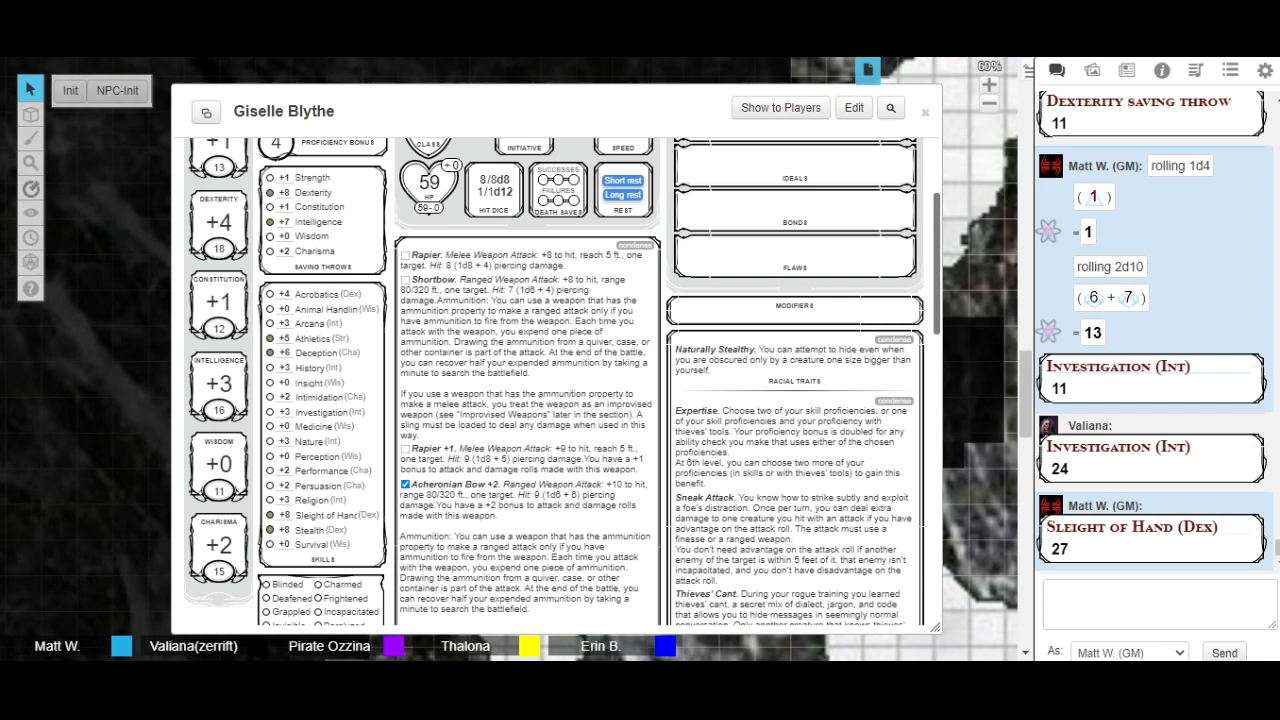 60%
Init
NPC-Init
Giselle Blythe
Show to Players
Edit
+1
13
DEXTERITY
+4
18
CONSTITUTION
+1
12
INTELLIGENCE
+3
16
WISDOM
+0
11
CHARISMA
+2
15
4
PROFICIENCY BONUS
+1 Strength
+8 Dexterity
+1 Constitution
+7 Intelligence
+0 Wisdom
+2 Charisma
SAVING THROWS
+4 Acrobatics (Dex)
+0 Animal Handlin (Wis)
+3 Arcana (Int)
+5 Athletics (Str)
+6 Deception (Cha)
+3 History (Int)
+0 Insight (Wis)
+2 Intimidation (Cha)
+3 Investigation (Int)
+0 Medicine (Wis)
+3 Nature (Int)
+0 Perception (Wis)
+2 Performance (Cha)
+2 Persuasion (Cha)
+3 Religion (Int)
+8 Sleight of Hand (Dex)
+8 Stealth (Dex)
+0 Survival (Wis)
SKILLS
Blinded Charmed
Deafened Frightened
Grappled Incapacitated
CLASS
INITIATIVE
SPEED
+ 0
59
HP
59- 0
8/8d8
1/1d12
HIT DICE
SUCCESSES
FAILURES
DEATH SAVES
Short rest
Long rest
REST
condense
Rapier. Melee Weapon Attack: +8 to hit, reach 5 ft., one
target. Hit: 8 (1d8 + 4) piercing damage.
Shortbow. Ranged Weapon Attack: +8 to hit, range
80/320 ft., one target. Hit: 7 (1d6 + 4) piercing
damage.Ammunition: You can use a weapon that has the
ammunition property to make a ranged attack only if you
have ammunition to fire from the weapon. Each time you
attack with the weapon, you expend one piece of
ammunition. Drawing the ammunition from a quiver, case, or
other container is part of the attack. At the end of the battle,
you can recover half your expended ammunition by taking a
minute to search the battlefield.
If you use a weapon that has the ammunition property to
make a melee attack, you treat the weapon as an improvised
weapon (see "Improvised Weapons" later in the section). A
sling must be loaded to deal any damage when used in this
way.
Rapier +1. Melee Weapon Attack: +9 to hit, reach 5 ft.,
one target. Hit: 9 (1d8 + 5) piercing damage.You have a +1
bonus to attack and damage rolls made with this weapon.
Acheronian Bow +2. Ranged Weapon Attack: +10 to hit,
range 80/320 ft., one target. Hit: 9 (1d6 + 6) piercing
damage.You have a +2 bonus to attack and damage rolls
made with this weapon.
Ammunition: You can use a weapon that has the ammunition
property to make a ranged attack only if you have
ammunition to fire from the weapon. Each time you attack
with the weapon, you expend one piece of ammunition.
Drawing the ammunition from a quiver, case, or other
container is part of the attack. At the end of the battle, you
can recover half your expended ammunition by taking a
minute to search the battlefield.
IDEALS
BONDS
FLAWS
MODIFIERS
condense
Naturally Stealthy. You can attempt to hide even when
you are obscured only by a creature one size bigger than
yourself.
RACIAL TRAITS
condense
Expertise. Choose two of your skill proficiencies, or one
of your skill proficiencies and your proficiency with
thieves' tools. Your proficiency bonus is doubled for any
ability check you make that uses either of the chosen
proficiencies.
At 6th level, you can choose two more of your
proficiencies (in skills or with thieves' tools) to gain this
benefit.
Sneak Attack. You know how to strike subtly and exploit
a foe's distraction. Once per turn, you can deal extra
damage to one creature you hit with an attack if you have
advantage on the attack roll. The attack must use a
finesse or a ranged weapon.
You don't need advantage on the attack roll if another
enemy of the target is within 5 feet of it, that enemy isn't
incapacitated, and you don't have disadvantage on the
attack roll.
Thieves' Cant. During your rogue training you learned
thieves' cant, a secret mix of dialect, jargon, and code
that allows you to hide messages in seemingly normal
Matt W.
Valiana(zerrift)
Pirate Ozzina
Thalona
Erin B.
DEXTERITY SAVING THROW
11
Matt W. (GM): rolling 1d4
( 1 )
= 1
rolling 2d10
( 6 + 7 )
= 13
INVESTIGATION (INT)
11
Valiana:
INVESTIGATION (INT)
24
Matt W. (GM):
SLEIGHT OF HAND (DEX)
27
As: Matt W. (GM) Send